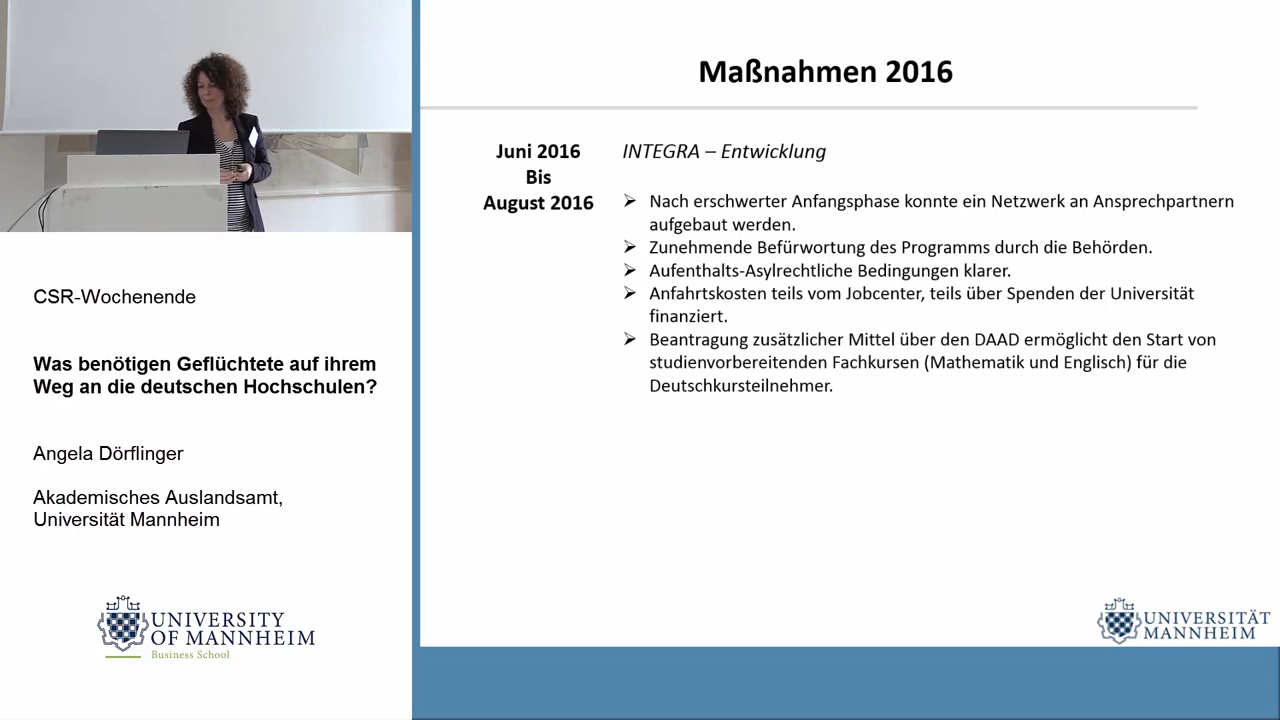 CSR-Wochenende
Was benötigen Geflüchtete auf ihrem
Weg an die deutschen Hochschulen?
Angela Dörflinger
Akademisches Auslandsamt,
Universität Mannheim
UNIVERSITY
OF MANNHEIM
Business School
Maßnahmen 2016
Juni 2016
Bis
August 2016
INTEGRA – Entwicklung
Nach erschwerter Anfangsphase konnte ein Netzwerk an Ansprechpartnern
aufgebaut werden.
Zunehmende Befürwortung des Programms durch die Behörden.
Aufenthalts-Asylrechtliche Bedingungen klarer.
Anfahrtskosten teils vom Jobcenter, teils über Spenden der Universität
finanziert.
Beantragung zusätzlicher Mittel über den DAAD ermöglicht den Start von
studienvorbereitenden Fachkursen (Mathematik und Englisch) für die
Deutschkursteilnehmer.
UNIVERSITÄT
MANNHEIM